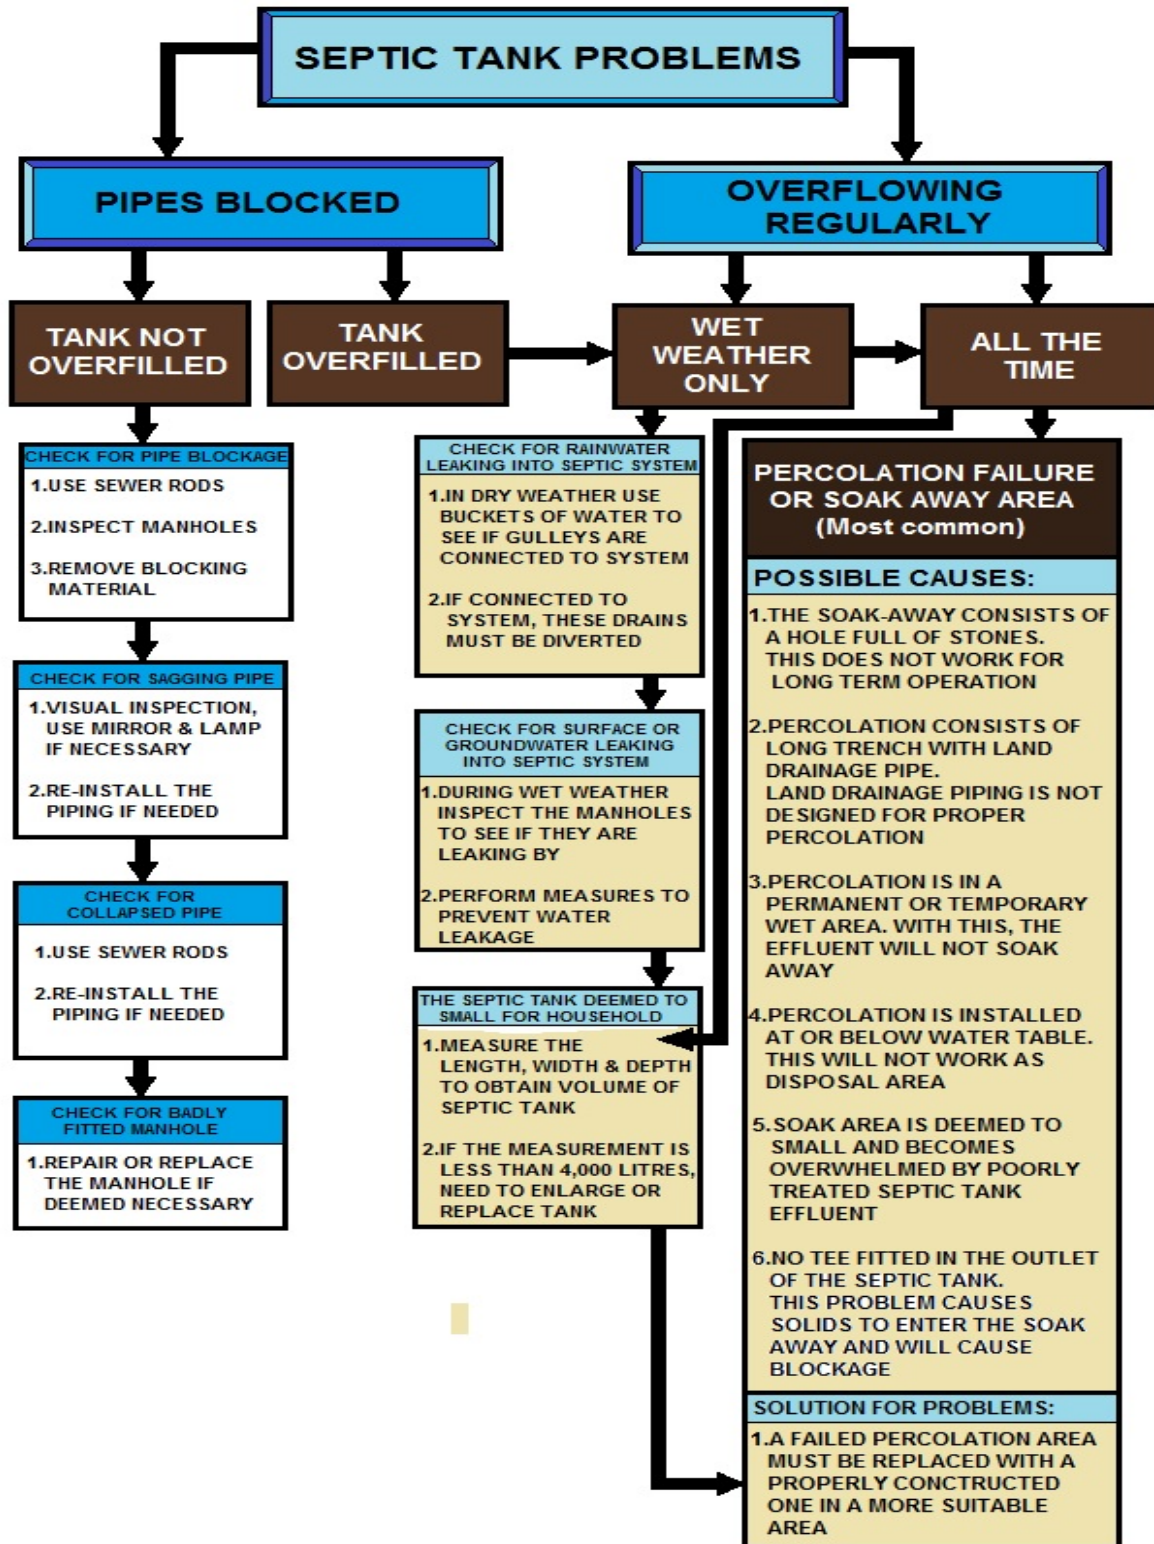 SEPTIC TANK PROBLEMS
PIPES BLOCKED
OVERFLOWING
REGULARLY
TANK NOT
OVERFILLED
TANK
OVERFILLED
WET
WEATHER
ONLY
ALL THE
TIME
CHECK FOR PIPE BLOCKAGE
1.USE SEWER RODS
2.INSPECT MANHOLES
3.REMOVE BLOCKING
MATERIAL
CHECK FOR SAGGING PIPE
1.VISUAL INSPECTION,
USE MIRROR & LAMP
IF NECESSARY
2.RE-INSTALL THE
PIPING IF NEEDED
CHECK FOR
COLLAPSED PIPE
1.USE SEWER RODS
2.RE-INSTALL THE
PIPING IF NEEDED
CHECK FOR BADLY
FITTED MANHOLE
1.REPAIR OR REPLACE
THE MANHOLE IF
DEEMED NECESSARY
CHECK FOR RAINWATER
LEAKING INTO SEPTIC SYSTEM
1.IN DRY WEATHER USE
BUCKETS OF WATER TO
SEE IF GULLEYS ARE
CONNECTED TO SYSTEM
2.IF CONNECTED TO
SYSTEM, THESE DRAINS
MUST BE DIVERTED
CHECK FOR SURFACE OR
GROUNDWATER LEAKING
INTO SEPTIC SYSTEM
1.DURING WET WEATHER
INSPECT THE MANHOLES
TO SEE IF THEY ARE
LEAKING BY
2.PERFORM MEASURES TO
PREVENT WATER
LEAKAGE
THE SEPTIC TANK DEEMED TO
SMALL FOR HOUSEHOLD
1.MEASURE THE
LENGTH, WIDTH & DEPTH
TO OBTAIN VOLUME OF
SEPTIC TANK
2.IF THE MEASUREMENT IS
LESS THAN 4,000 LITRES,
NEED TO ENLARGE OR
REPLACE TANK
PERCOLATION FAILURE
OR SOAK AWAY AREA
(Most common)
POSSIBLE CAUSES:
1.THE SOAK-AWAY CONSISTS OF
A HOLE FULL OF STONES.
THIS DOES NOT WORK FOR
LONG TERM OPERATION
2.PERCOLATION CONSISTS OF
LONG TRENCH WITH LAND
DRAINAGE PIPE.
LAND DRAINAGE PIPING IS NOT
DESIGNED FOR PROPER
PERCOLATION
3.PERCOLATION IS IN A
PERMANENT OR TEMPORARY
WET AREA. WITH THIS, THE
EFFLUENT WILL NOT SOAK
AWAY
4.PERCOLATION IS INSTALLED
AT OR BELOW WATER TABLE.
THIS WILL NOT WORK AS
DISPOSAL AREA
5.SOAK AREA IS DEEMED TO
SMALL AND BECOMES
OVERWHELMED BY POORLY
TREATED SEPTIC TANK
EFFLUENT
6.NO TEE FITTED IN THE OUTLET
OF THE SEPTIC TANK.
THIS PROBLEM CAUSES
SOLIDS TO ENTER THE SOAK
AWAY AND WILL CAUSE
BLOCKAGE
SOLUTION FOR PROBLEMS:
1.A FAILED PERCOLATION AREA
MUST BE REPLACED WITH A
PROPERLY CONCTRUCTED
ONE IN A MORE SUITABLE
AREA